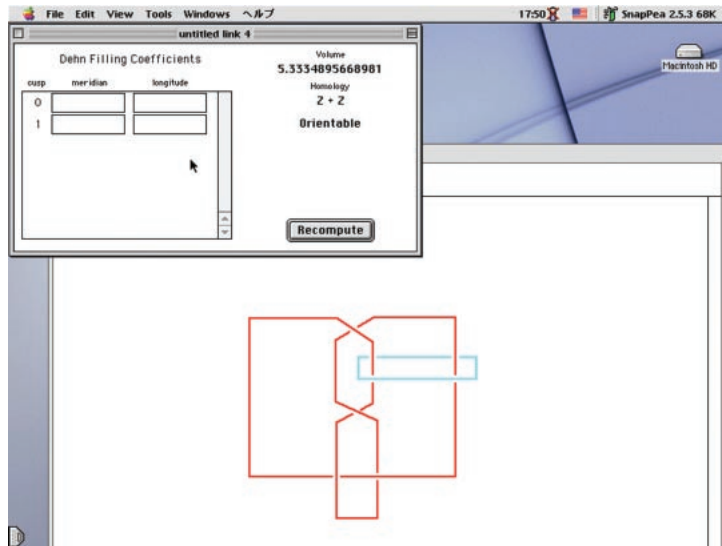 File Edit View Tools Windows ヘルプ 17:50 SnapPea 2.5.3 68K
untitled link 4
Macintosh HD
Dehn Filling Coefficients
cusp meridian longitude
0
1
Volume
5.3334895668981
Homology
Z + Z
Orientable
Recompute